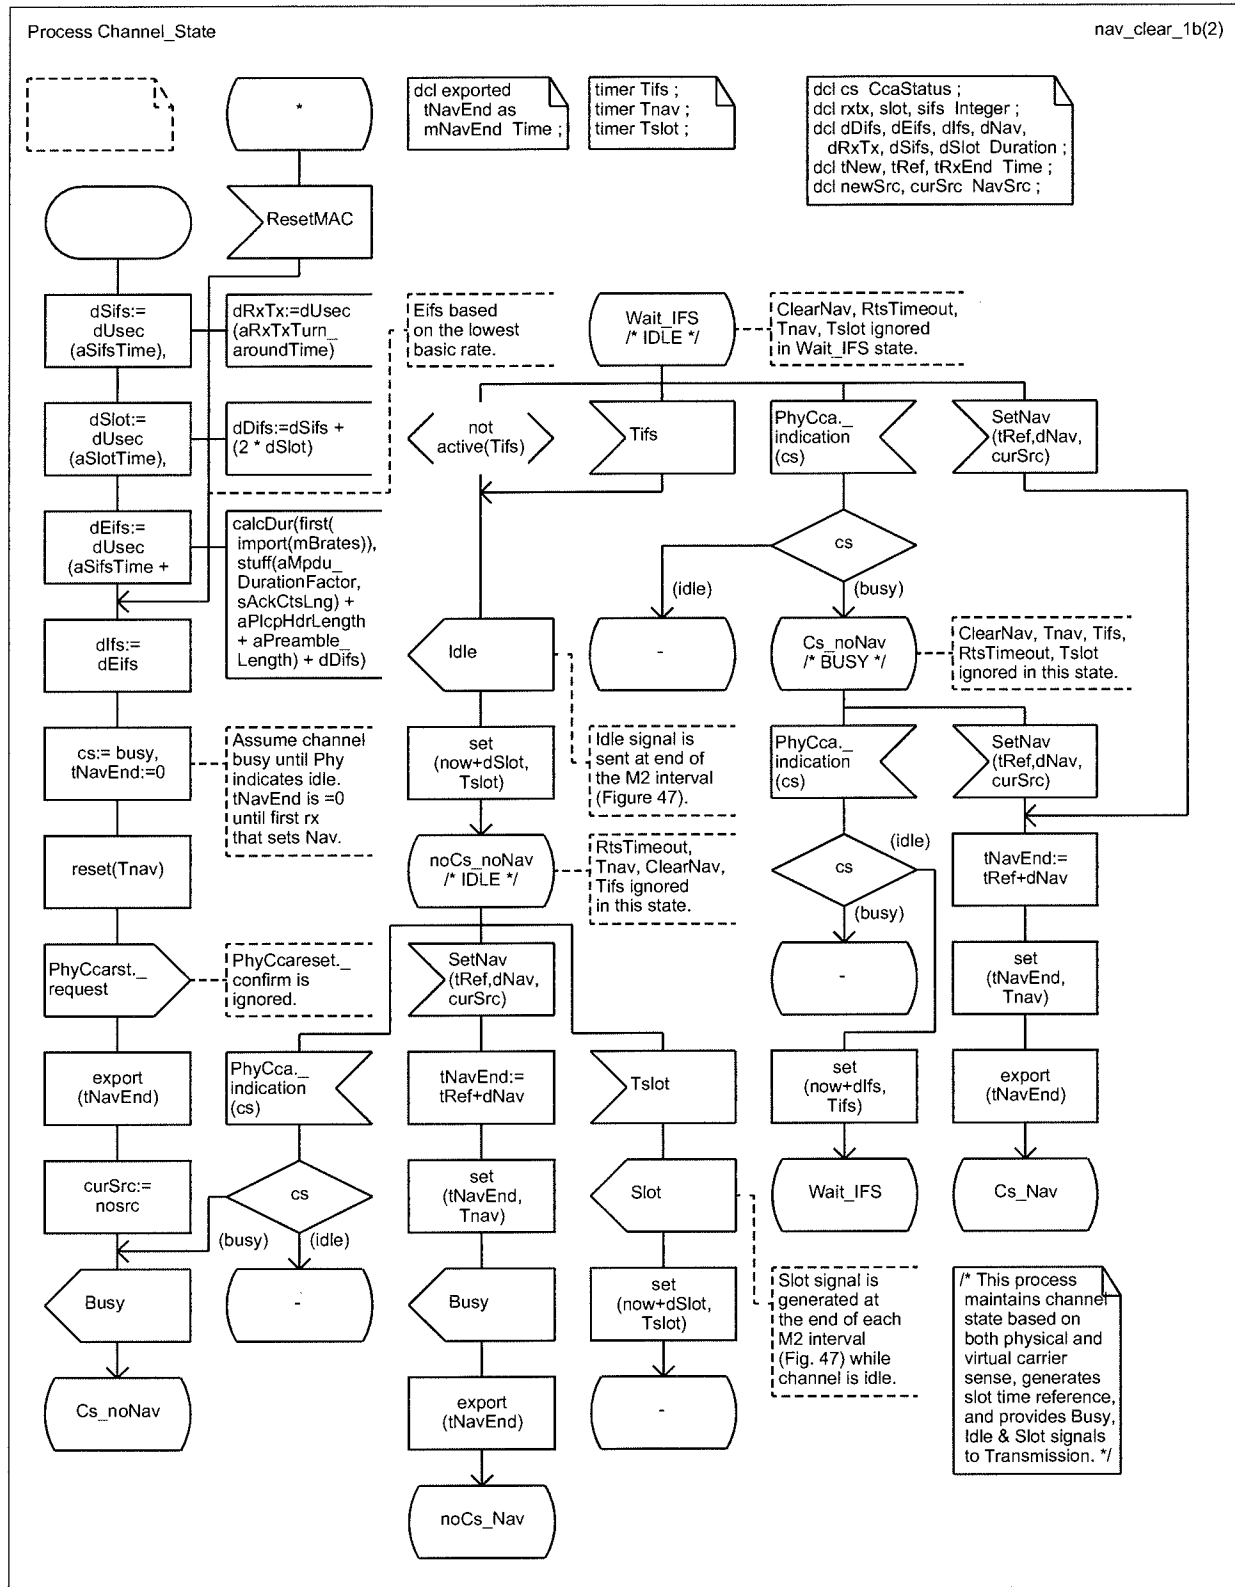 Process Channel_State
nav_clear_1b(2)
*
dcl exported
tNavEnd as
mNavEnd Time ;
timer Tifs ;
timer Tnav ;
timer Tslot ;
dcl cs CcaStatus ;
dcl rxtx, slot, sifs Integer ;
dcl dDifs, dEifs, dIfs, dNav,
dRxTx, dSifs, dSlot Duration ;
dcl tNew, tRef, tRxEnd Time ;
dcl newSrc, curSrc NavSrc ;
ResetMAC
dSifs:=
dUsec
(aSifsTime),
dRxTx:=dUsec
(aRxTxTurn_
aroundTime)
Eifs based
on the lowest
basic rate.
Wait_IFS
/* IDLE */
ClearNav, RtsTimeout,
Tnav, Tslot ignored
in Wait_IFS state.
dSlot:=
dUsec
(aSlotTime),
dDifs:=dSifs +
(2 * dSlot)
not
active(Tifs)
Tifs
PhyCca._
indication
(cs)
SetNav
(tRef,dNav,
curSrc)
dEifs:=
dUsec
(aSifsTime +
calcDur(first(
import(mBrates)),
stuff(aMpdu_
DurationFactor,
sAckCtsLng) +
aPlcpHdrLength
+ aPreamble_
Length) + dDifs)
cs
(idle)
(busy)
dIfs:=
dEifs
Idle
-
Cs_noNav
/* BUSY */
ClearNav, Tnav, Tifs,
RtsTimeout, Tslot
ignored in this state.
cs:= busy,
tNavEnd:=0
Assume channel
busy until Phy
indicates idle.
tNavEnd is =0
until first rx
that sets Nav.
set
(now+dSlot,
Tslot)
Idle signal is
sent at end of
the M2 interval
(Figure 47).
PhyCca._
indication
(cs)
SetNav
(tRef,dNav,
curSrc)
reset(Tnav)
noCs_noNav
/* IDLE */
RtsTimeout,
Tnav, ClearNav,
Tifs ignored
in this state.
cs
(idle)
(busy)
tNavEnd:=
tRef+dNav
PhyCcarst._
request
PhyCcareset._
confirm is
ignored.
SetNav
(tRef,dNav,
curSrc)
-
set
(tNavEnd,
Tnav)
export
(tNavEnd)
PhyCca._
indication
(cs)
tNavEnd:=
tRef+dNav
Tslot
set
(now+dIfs,
Tifs)
export
(tNavEnd)
curSrc:=
nosrc
cs
(busy)
(idle)
set
(tNavEnd,
Tnav)
Slot
Wait_IFS
Cs_Nav
Busy
-
Busy
set
(now+dSlot,
Tslot)
Slot signal is
generated at
the end of each
M2 interval
(Fig. 47) while
channel is idle.
/* This process
maintains channel
state based on
both physical and
virtual carrier
sense, generates
slot time reference,
and provides Busy,
Idle & Slot signals
to Transmission. */
Cs_noNav
export
(tNavEnd)
-
noCs_Nav